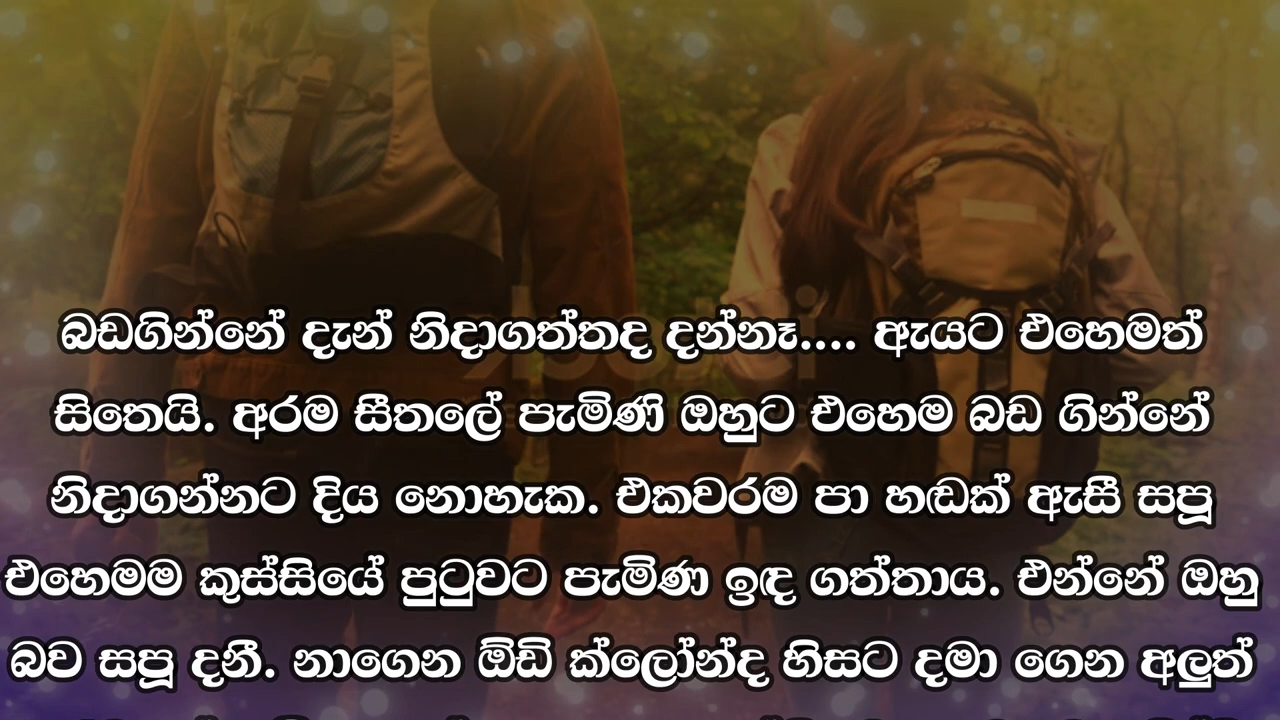 බඩගින්නේ දැන් නිදාගත්තද දන්නෑ.... ඇයට එහෙමත්
සිතෙයි. අරම සීතලේ පැමිණි ඔහුට එහෙම බඩ ගින්නේ
නිදාගන්නට දිය නොහැක. එකවරම පා හඬක් ඇසී සපූ
එහෙමම කුස්සියේ පුටුවට පැමිණ ඉඳ ගත්තාය. එන්නේ ඔහු
බව සපූ දනී. නාගෙන ඕඩි ක්ලෝන්ද හිසට දමා ගෙන අලුත්